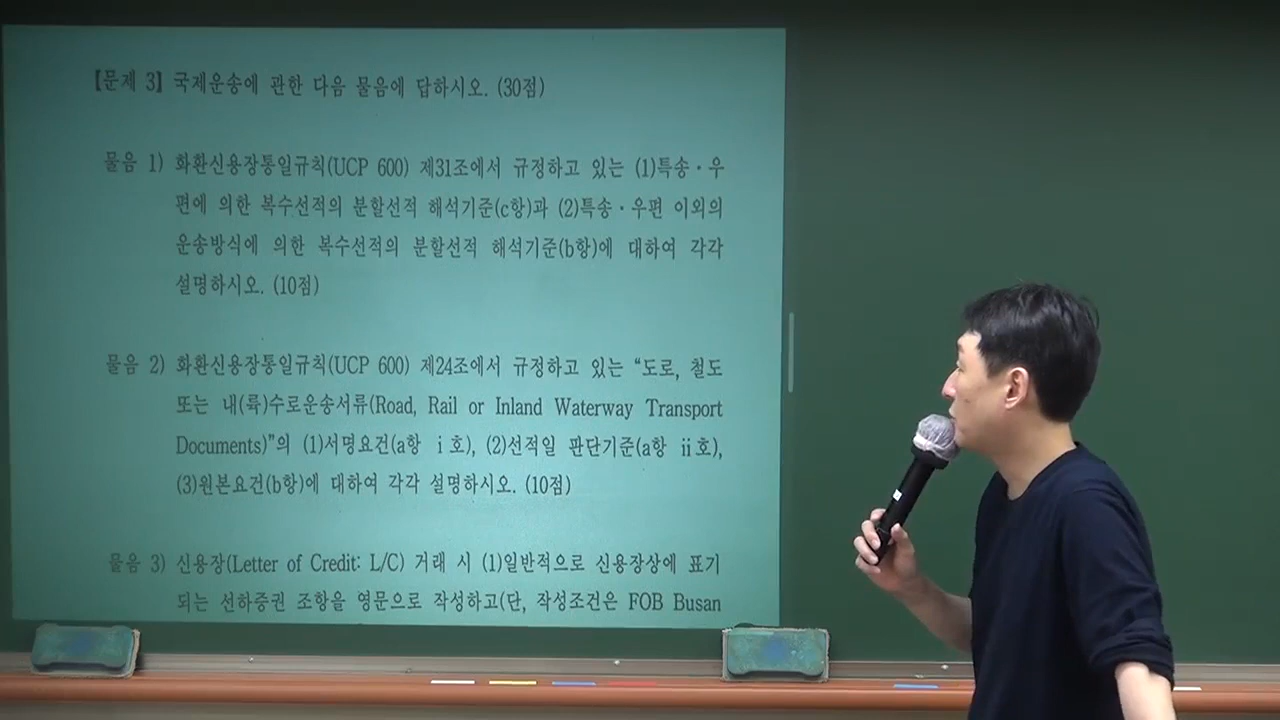 【문제 3】 국제운송에 관한 다음 물음에 답하시오. (30점)
물음 1) 화환신용장통일규칙(UCP 600) 제31조에서 규정하고 있는 (1)특송·우
편에 의한 복수선적의 분할선적 해석기준(c항)과 (2)특송·우편 이외의
운송방식에 의한 복수선적의 분할선적 해석기준(b항)에 대하여 각각
설명하시오. (10점)
물음 2) 화환신용장통일규칙(UCP 600) 제24조에서 규정하고 있는 “도로, 철도
또는 내(륙)수로운송서류(Road, Rail or Inland Waterway Transport
Documents)”의 (1)서명요건(a항 ⅰ호), (2)선적일 판단기준(a항 ⅱ호),
(3)원본요건(b항)에 대하여 각각 설명하시오. (10점)
물음 3) 신용장(Letter of Credit: L/C) 거래 시 (1)일반적으로 신용장상에 표기
되는 선하증권 조항을 영문으로 작성하고(단, 작성조건은 FOB Busan